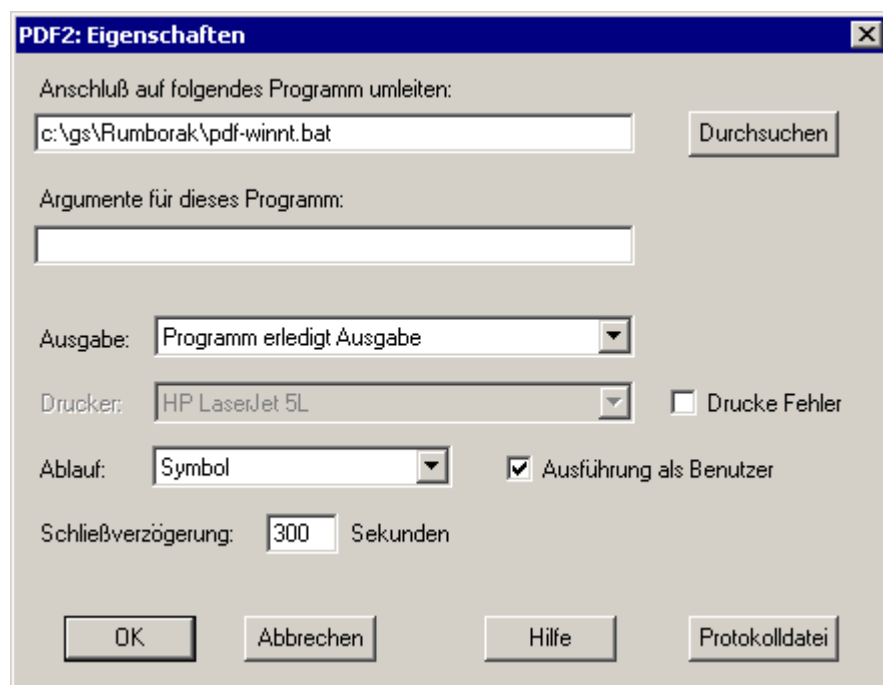 PDF2: Eigenschaften
Anschluß auf folgendes Programm umleiten:
c:\gs\Rumborak\pdf-winnt.bat Durchsuchen
Argumente für dieses Programm:
Ausgabe: Programm erledigt Ausgabe
Drucker: HP LaserJet 5L Drucke Fehler
Ablauf: Symbol Ausführung als Benutzer
Schließverzögerung: 300 Sekunden
OK Abbrechen Hilfe Protokolldatei